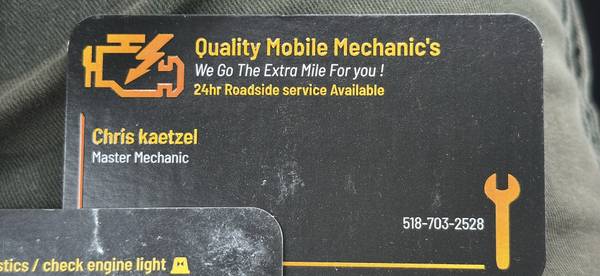 Quality Mobile Mechanic's
We Go The Extra Mile For you !
24hr Roadside service Available
Chris kaetzel
Master Mechanic
518-703-2528
/ check engine light